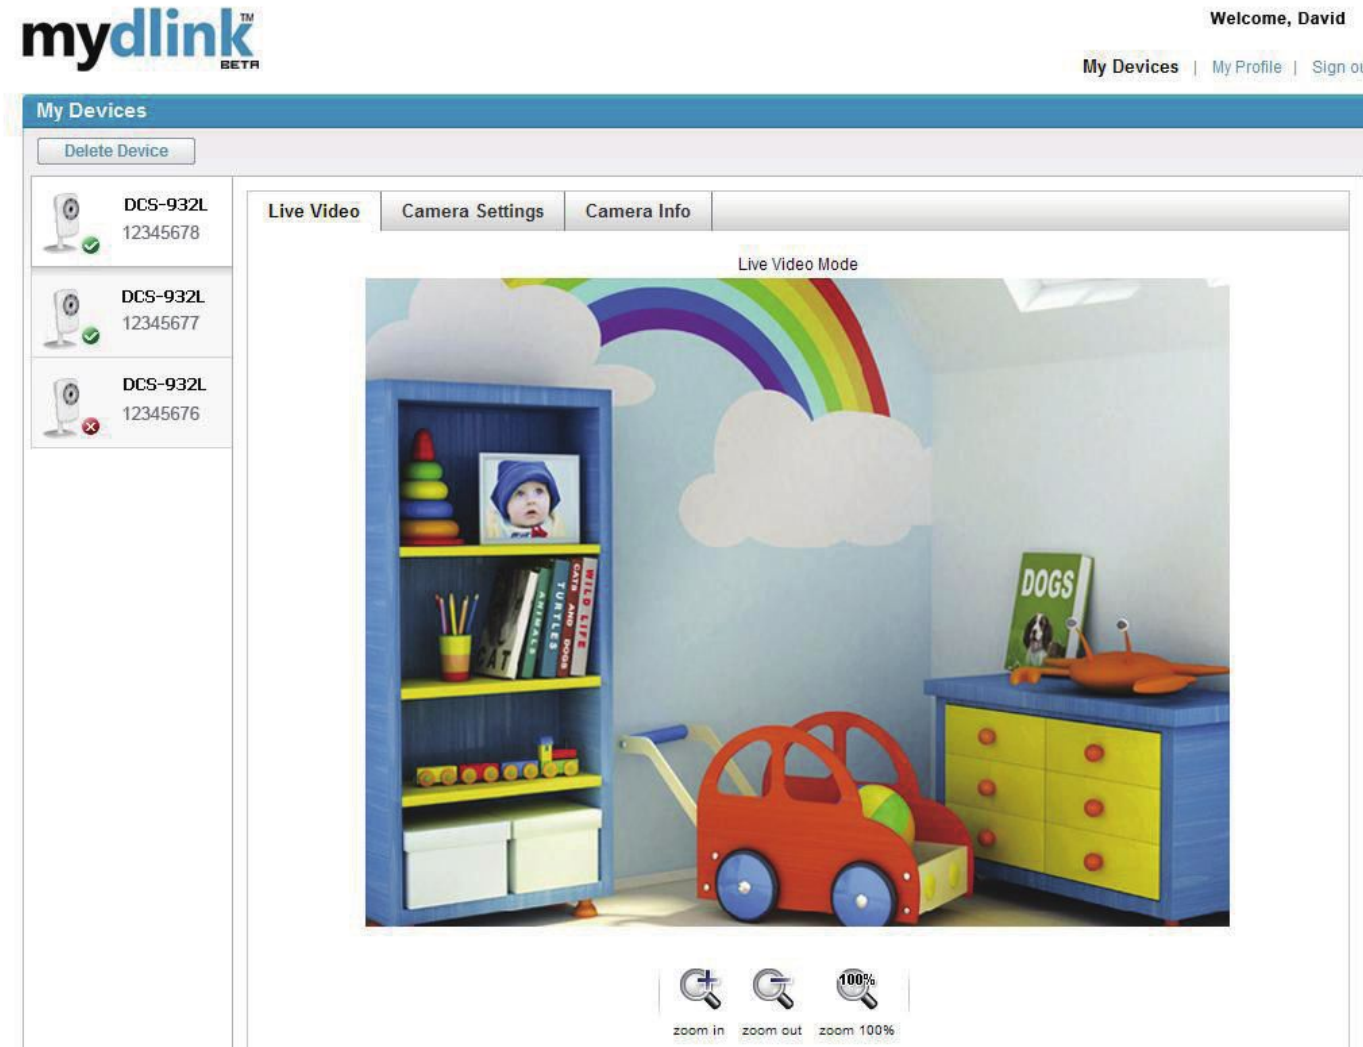 mydlink™
BETA
Welcome, David
My Devices | My Profile | Sign ou
My Devices
Delete Device
DCS-932L
12345678
DCS-932L
12345677
DCS-932L
12345676
Live Video
Camera Settings
Camera Info
Live Video Mode
CAT
ANIMALS
TURTLES
CATS AND DOGS
WILD LIFE
DOGS
100%
zoom in
zoom out
zoom 100%